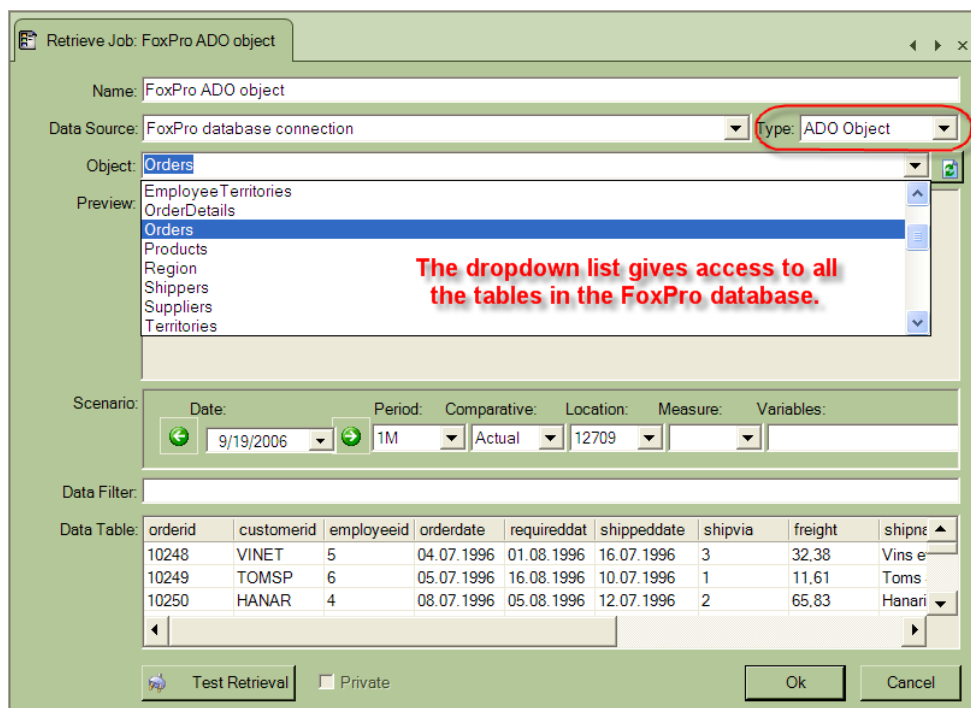 Retrieve Job: FoxPro ADO object
Name: FoxPro ADO object
Data Source: FoxPro database connection Type: ADO Object
Object: Orders
Preview: EmployeeTerritories
OrderDetails
Orders
Products
Region
Shippers
Suppliers
Territories
The dropdown list gives access to all
the tables in the FoxPro database.
Scenario: Date: Period: Comparative: Location: Measure: Variables:
9/19/2006 1M Actual 12709
Data Filter:
Data Table: orderid customerid employeeid orderdate requireddat shippeddate shipvia freight shipna
10248 VINET 5 04.07.1996 01.08.1996 16.07.1996 3 32,38 Vins e
10249 TOMSP 6 05.07.1996 16.08.1996 10.07.1996 1 11,61 Toms
10250 HANAR 4 08.07.1996 05.08.1996 12.07.1996 2 65,83 Hanari
Test Retrieval Private Ok Cancel